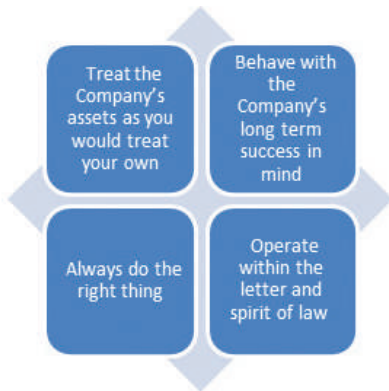 Treat the
Company's
assets as you
would treat
your own
Behave with
the
Company's
long term
success in
mind
Always do the
right thing
Operate
within the
letter and
spirit of law